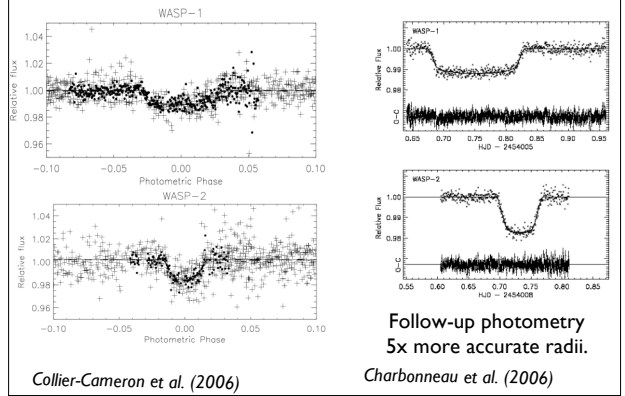 WASP-1
1.04
1.02
1.00
0.98
0.96
Relative flux
-0.10 -0.05 0.00 0.05 0.10
Photometric Phase
WASP-2
1.04
1.02
1.00
0.98
0.96
Relative flux
-0.10 -0.05 0.00 0.05 0.10
Photometric Phase
Collier-Cameron et al. (2006)
WASP-1
1.00
0.99
0.98
Relative flux
O-C
0.65 0.70 0.75 0.80 0.85 0.90 0.95
HJD - 2454005
WASP-2
1.00
0.99
0.98
Relative flux
O-C
0.55 0.60 0.65 0.70 0.75 0.80 0.85
HJD - 2454008
Follow-up photometry
5x more accurate radii.
Charbonneau et al. (2006)